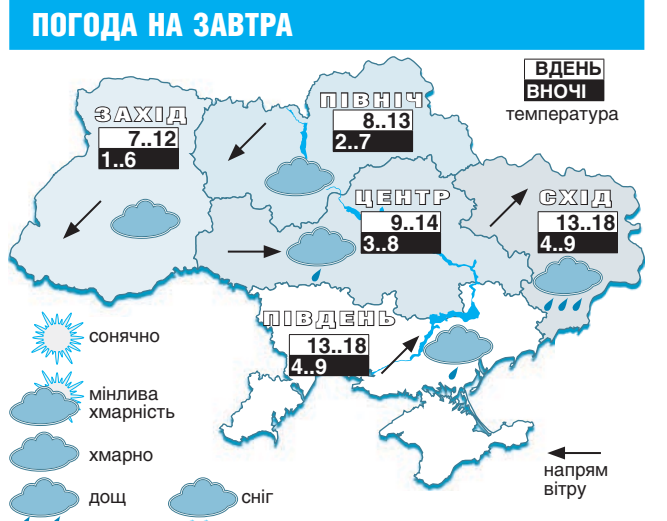 ПОГОДА НА ЗАВТРА
ВДЕНЬ
ВНОЧІ
температура
ЗАХІД
7..12
1..6
ПІВНІЧ
8..13
2..7
ЦЕНТР
9..14
3..8
СХІД
13..18
4..9
ПІВДЕНЬ
13..18
4..9
сонячно
мінлива
хмарність
хмарно
дощ
сніг
напрям
вітру